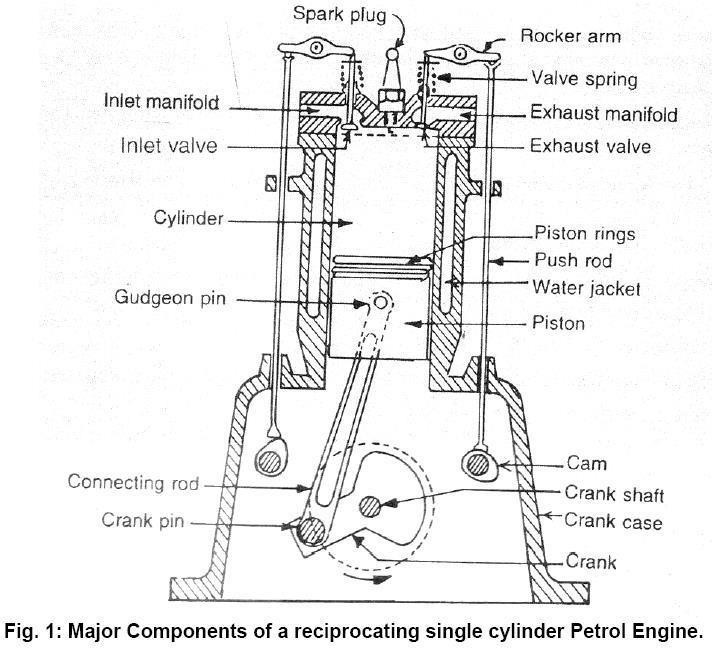 Spark plug
Rocker arm
Valve spring
Inlet manifold
Exhaust manifold
Inlet valve
Exhaust valve
Cylinder
Piston rings
Push rod
Water jacket
Gudgeon pin
Piston
Cam
Connecting rod
Crank shaft
Crank pin
Crank case
Crank
Fig. 1: Major Components of a reciprocating single cylinder Petrol Engine.